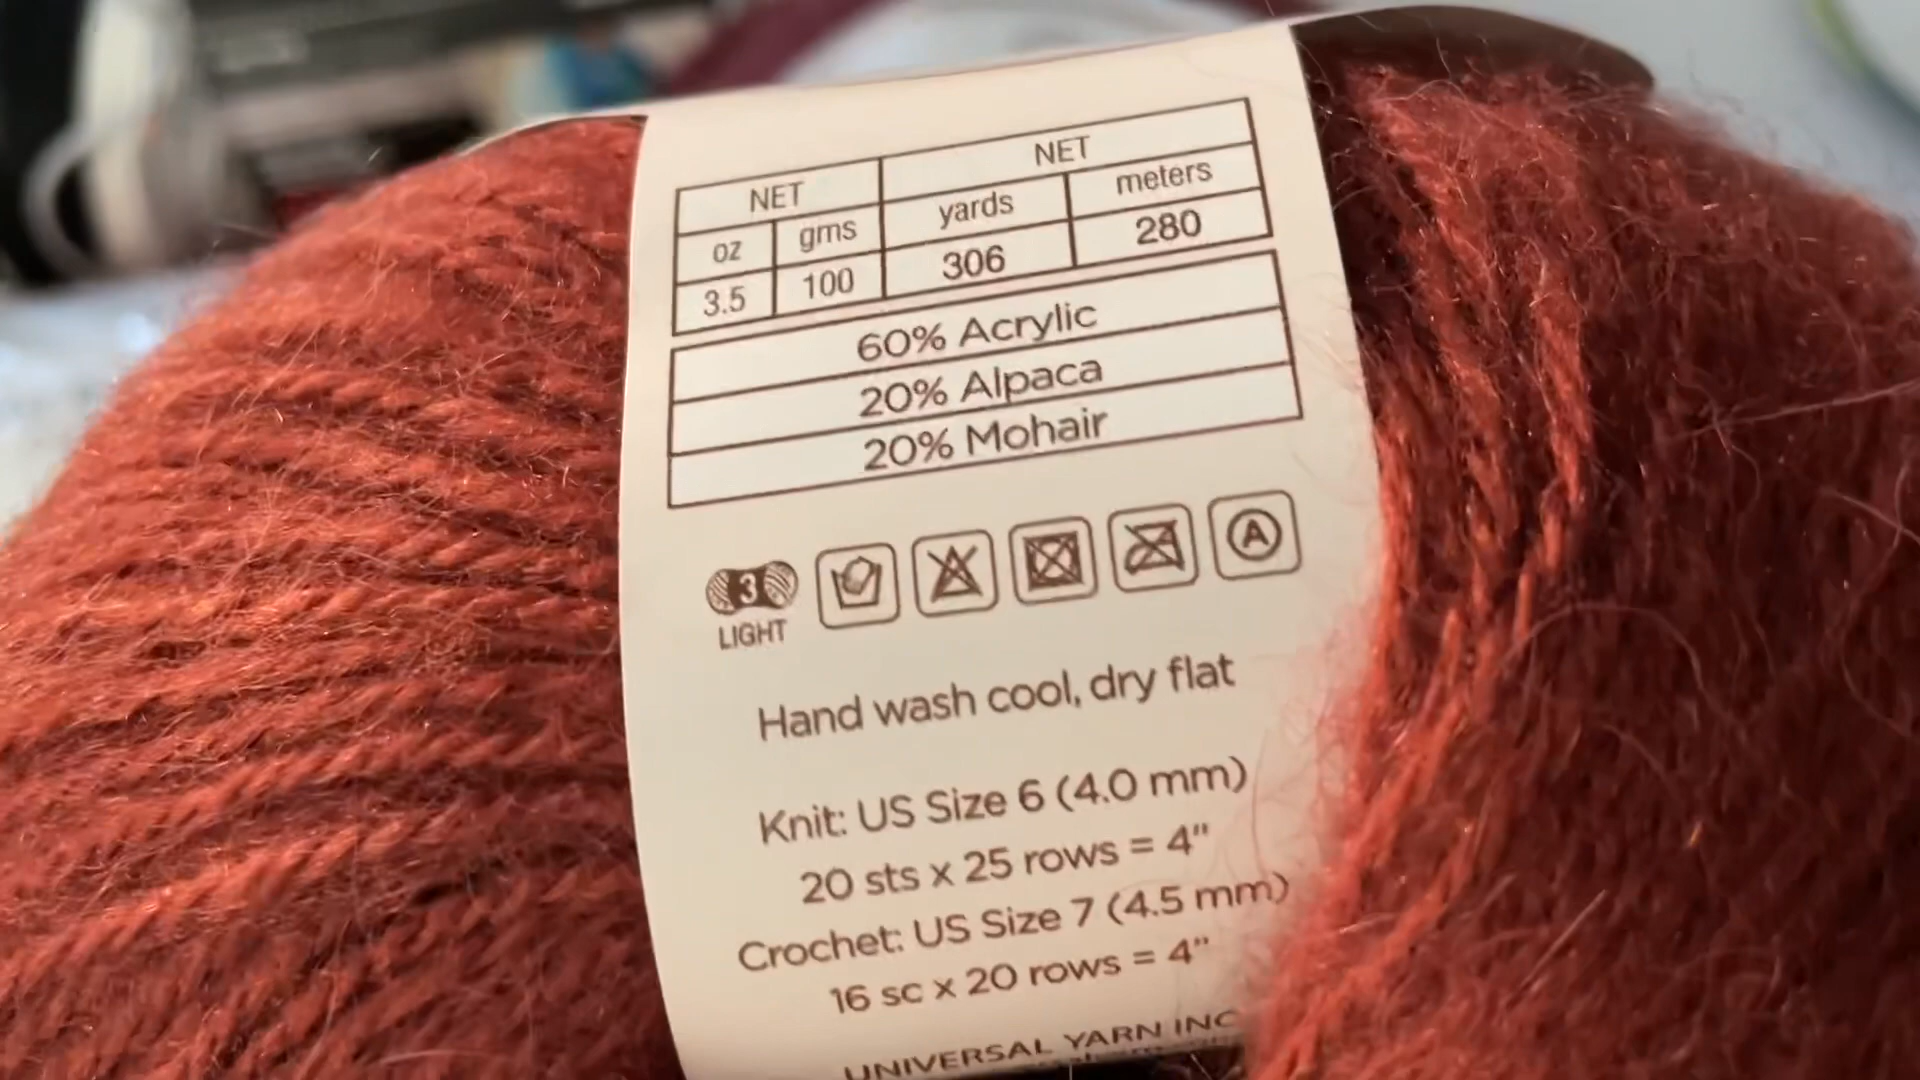 NET NET
oz gms yards meters
3.5 100 306 280
60% Acrylic
20% Alpaca
20% Mohair
3
LIGHT
A
Hand wash cool, dry flat
Knit: US Size 6 (4.0 mm)
20 sts x 25 rows = 4"
Crochet: US Size 7 (4.5 mm)
16 sc x 20 rows = 4"
UNIVERSAL YARN INC